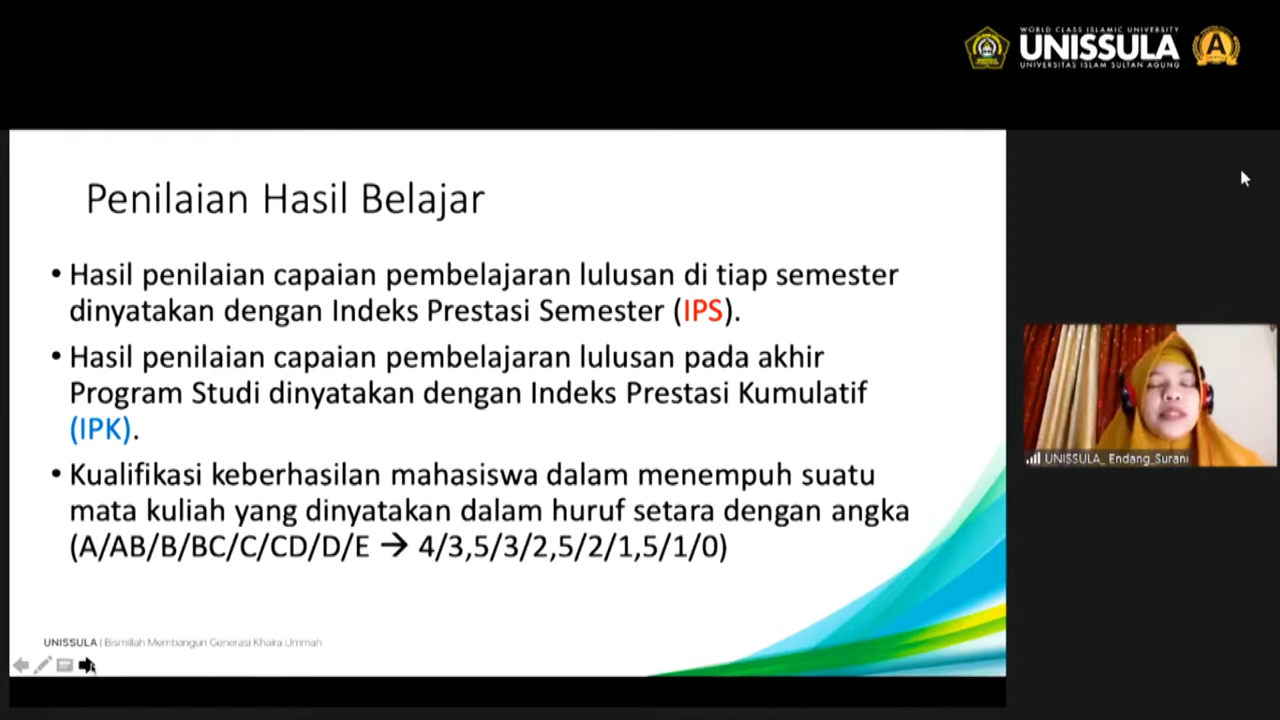 WORLD CLASS ISLAMIC UNIVERSITY
UNISSULA
UNIVERSITAS ISLAM SULTAN AGUNG
A
Penilaian Hasil Belajar
• Hasil penilaian capaian pembelajaran lulusan di tiap semester
dinyatakan dengan Indeks Prestasi Semester (IPS).
• Hasil penilaian capaian pembelajaran lulusan pada akhir
Program Studi dinyatakan dengan Indeks Prestasi Kumulatif
(IPK).
• Kualifikasi keberhasilan mahasiswa dalam menempuh suatu
mata kuliah yang dinyatakan dalam huruf setara dengan angka
(A/AB/B/BC/C/CD/D/E → 4/3,5/3/2,5/2/1,5/1/0)
UNISSULA_ Endang_Surani
UNISSULA | Bismillah Membangun Generasi Khaira Ummah